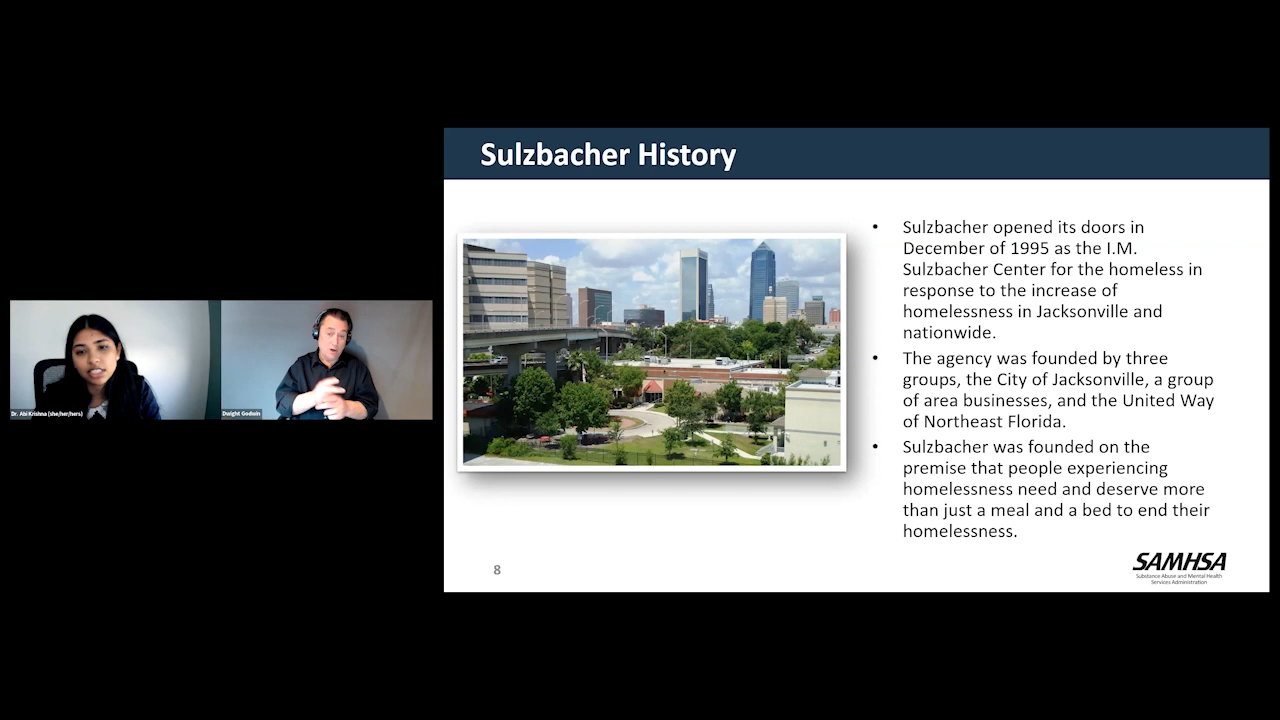 Sulzbacher History
• Sulzbacher opened its doors in
December of 1995 as the I.M.
Sulzbacher Center for the homeless in
response to the increase of
homelessness in Jacksonville and
nationwide.
• The agency was founded by three
groups, the City of Jacksonville, a group
of area businesses, and the United Way
of Northeast Florida.
• Sulzbacher was founded on the
premise that people experiencing
homelessness need and deserve more
than just a meal and a bed to end their
homelessness.
Dr. Abi Krishna (she/her/hers)
Dwight Godwin
8
SAMHSA
Substance Abuse and Mental Health
Services Administration